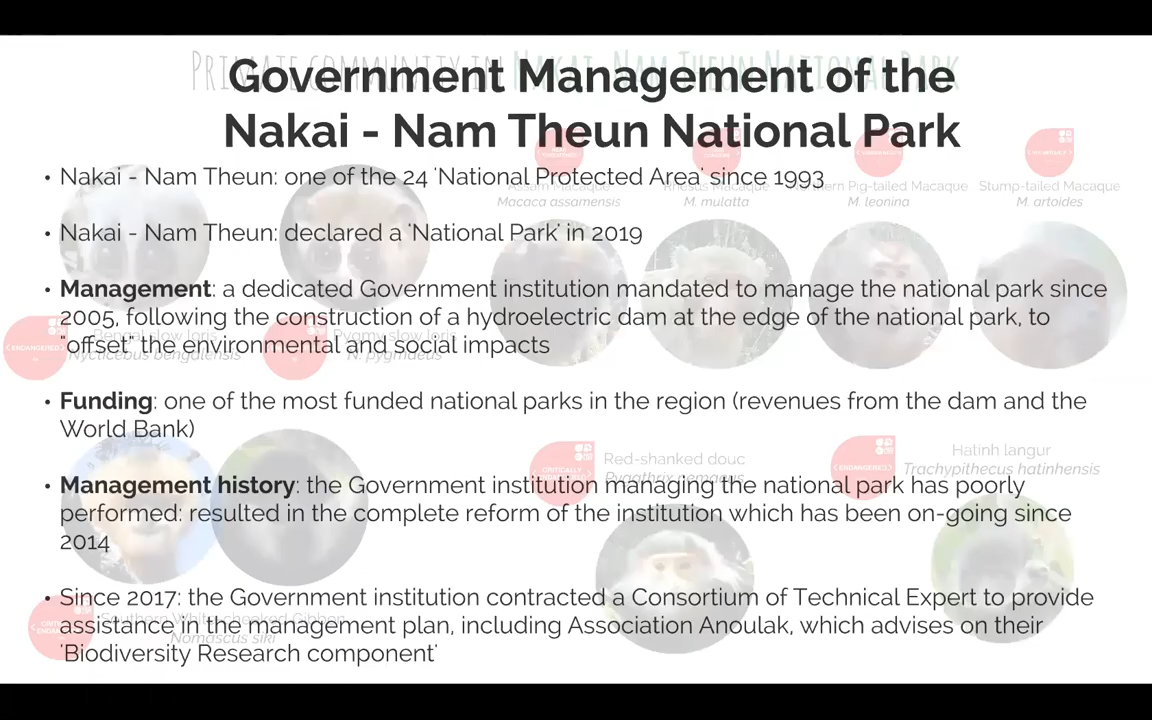 Primate community in Nakai-Nam Theun National Park
Government Management of the
Nakai - Nam Theun National Park
• Nakai - Nam Theun: one of the 24 'National Protected Area' since 1993
Assam Macaque
Macaca assamensis
Rhesus Macaque
M. mulatta
Northern Pig-tailed Macaque
M. leonina
Stump-tailed Macaque
M. artoides
• Nakai - Nam Theun: declared a 'National Park' in 2019
• Management: a dedicated Government institution mandated to manage the national park since
2005, following the construction of a hydroelectric dam at the edge of the national park, to
"offset" the environmental and social impacts
ENDANGERED
Bengal slow loris
Nycticebus bengalensis
Pygmy slow loris
N. pygmaeus
• Funding: one of the most funded national parks in the region (revenues from the dam and the
World Bank)
CRITICALLY
Red-shanked douc
Pygathrix nemaeus
ENDANGERED
Hatinh langur
Trachypithecus hatinhensis
• Management history: the Government institution managing the national park has poorly
performed: resulted in the complete reform of the institution which has been on-going since
2014
• Since 2017: the Government institution contracted a Consortium of Technical Expert to provide
assistance in the management plan, including Association Anoulak, which advises on their
'Biodiversity Research component'
Southern White-cheeked Gibbon
Nomascus siki